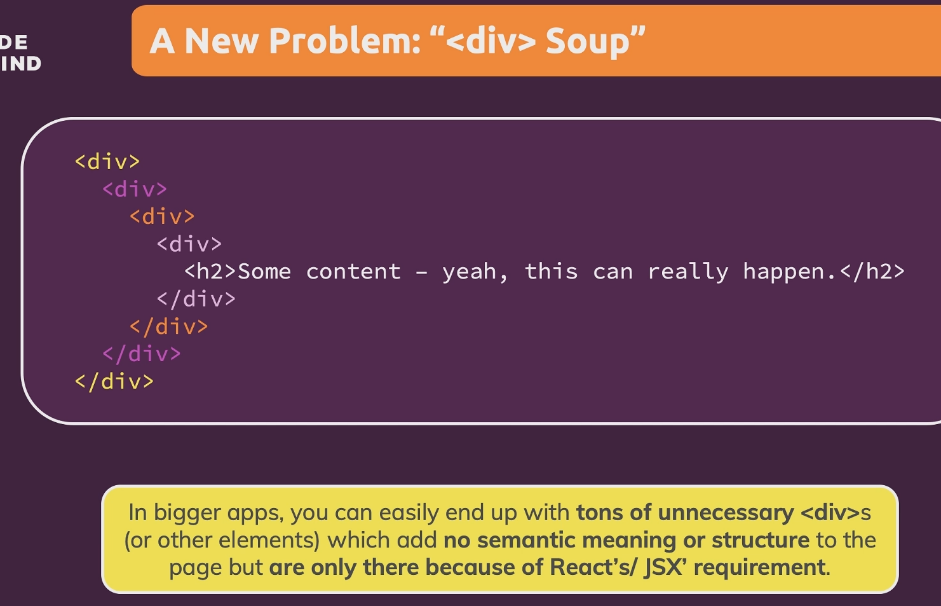 DE
IND
A New Problem: “<div> Soup”
<div>
<div>
<div>
<div>
<h2>Some content – yeah, this can really happen.</h2>
</div>
</div>
</div>
</div>
In bigger apps, you can easily end up with tons of unnecessary <div>s
(or other elements) which add no semantic meaning or structure to the
page but are only there because of React’s/ JSX’ requirement.